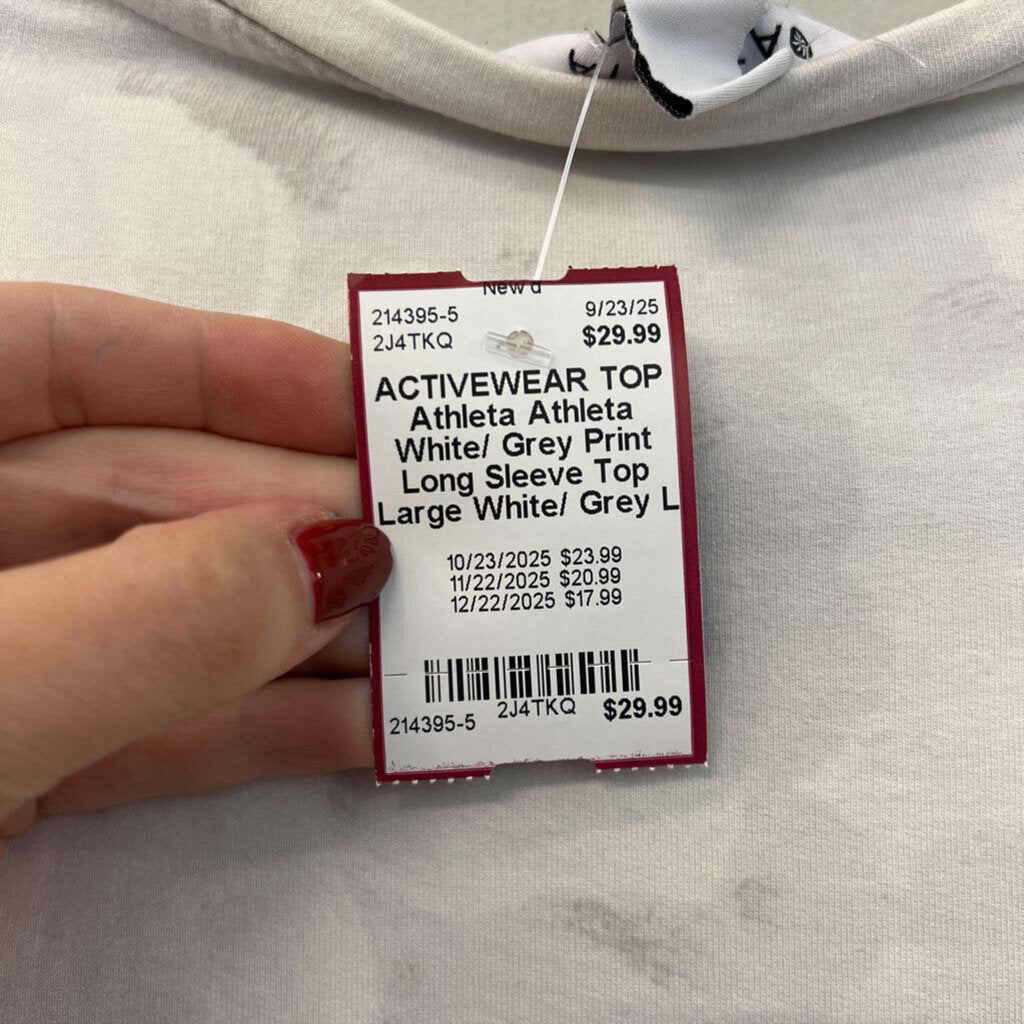 New
214395-5 9/23/25
2J4TKQ $29.99
ACTIVEWEAR TOP
Athleta Athleta
White/ Grey Print
Long Sleeve Top
Large White/ Grey L
10/23/2025 $23.99
11/22/2025 $20.99
12/22/2025 $17.99
214395-5 2J4TKQ $29.99